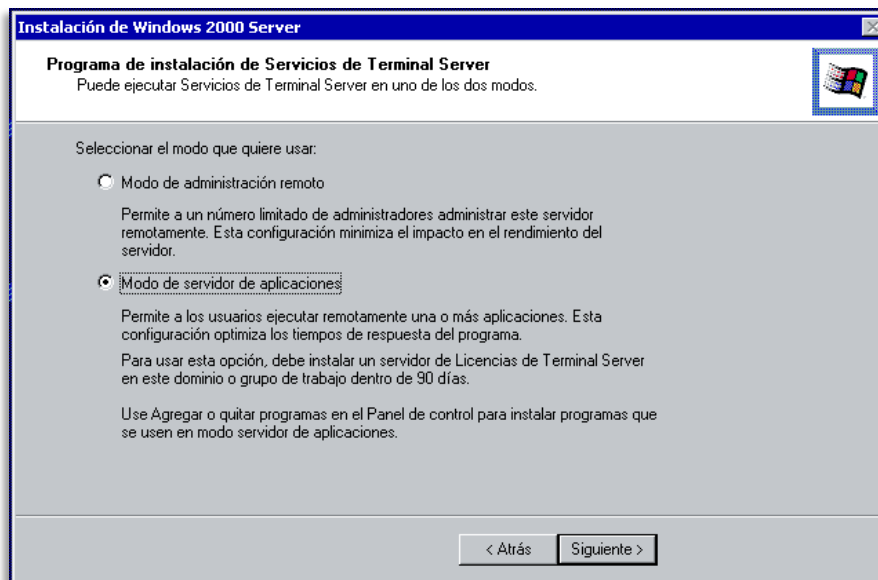 Instalación de Windows 2000 Server
Programa de instalación de Servicios de Terminal Server
Puede ejecutar Servicios de Terminal Server en uno de los dos modos.
Seleccionar el modo que quiere usar:
Modo de administración remoto
Permite a un número limitado de administradores administrar este servidor
remotamente. Esta configuración minimiza el impacto en el rendimiento del
servidor.
Modo de servidor de aplicaciones
Permite a los usuarios ejecutar remotamente una o más aplicaciones. Esta
configuración optimiza los tiempos de respuesta del programa.
Para usar esta opción, debe instalar un servidor de Licencias de Terminal Server
en este dominio o grupo de trabajo dentro de 90 días.
Use Agregar o quitar programas en el Panel de control para instalar programas que
se usen en modo servidor de aplicaciones.
< Atrás Siguiente >